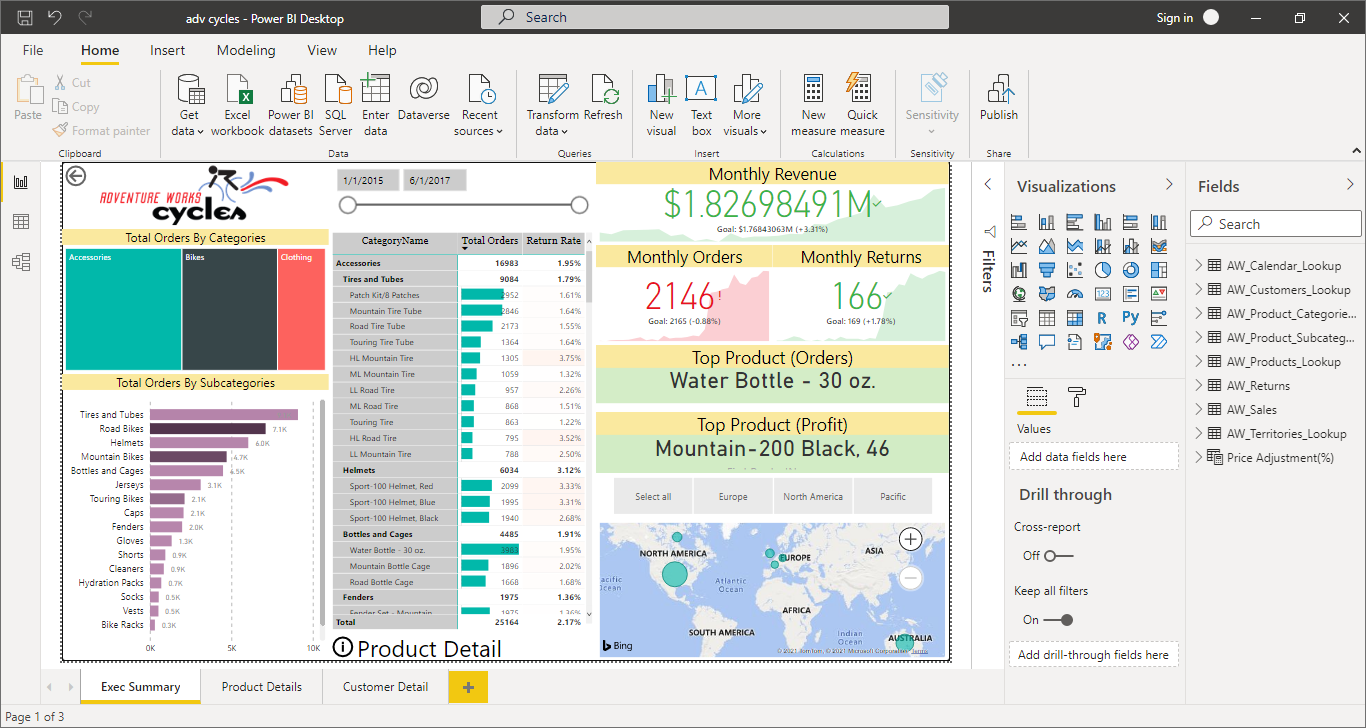 adv cycles - Power BI Desktop
Search
Sign in
File Home Insert Modeling View Help
Paste
Cut
Copy
Format painter
Clipboard
Get data
Excel workbook
Power BI datasets
SQL Server
Enter data
Dataverse
Recent sources
Data
Transform data
Refresh
Queries
New visual
Text box
More visuals
Insert
New measure
Quick measure
Calculations
Sensitivity
Sensitivity
Publish
Share
ADVENTURE WORKS
cycles
1/1/2015 6/1/2017
Total Orders By Categories
Accessories Bikes Clothing
Total Orders By Subcategories
Tires and Tubes
Road Bikes 7.1K
Helmets 6.0K
Mountain Bikes 4.7K
Bottles and Cages 4.5K
Jerseys 3.1K
Touring Bikes 2.1K
Caps 2.1K
Fenders 2.0K
Gloves 1.3K
Shorts 0.9K
Cleaners 0.9K
Hydration Packs 0.7K
Socks 0.5K
Vests 0.5K
Bike Racks 0.3K
0K 5K 10K
CategoryName Total Orders Return Rate
Accessories 16983 1.95%
Tires and Tubes 9084 1.79%
Patch Kit/8 Patches 2952 1.61%
Mountain Tire Tube 2846 1.64%
Road Tire Tube 2173 1.55%
Touring Tire Tube 1364 1.64%
HL Mountain Tire 1305 3.75%
ML Mountain Tire 1059 1.32%
LL Road Tire 957 2.26%
ML Road Tire 868 1.51%
Touring Tire 863 1.22%
HL Road Tire 795 3.52%
LL Mountain Tire 788 2.50%
Helmets 6034 3.12%
Sport-100 Helmet, Red 2099 3.33%
Sport-100 Helmet, Blue 1995 3.31%
Sport-100 Helmet, Black 1940 2.68%
Bottles and Cages 4485 1.91%
Water Bottle - 30 oz. 3983 1.95%
Mountain Bottle Cage 1896 2.02%
Road Bottle Cage 1668 1.68%
Fenders 1975 1.36%
Fender Set - Mountain 1975 1.36%
Total 25164 2.17%
Product Detail
Monthly Revenue
$1.82698491M
Goal: $1.76843063M (+3.31%)
Monthly Orders
2146!
Goal: 2165 (-0.88%)
Monthly Returns
166
Goal: 169 (+1.78%)
Top Product (Orders)
Water Bottle - 30 oz.
Top Product (Profit)
Mountain-200 Black, 46
Select all Europe North America Pacific
NORTH AMERICA
EUROPE
ASIA
Pacific
Ocean
Atlantic
Ocean
AFRICA
SOUTH AMERICA
Indian
Ocean
AUSTRALIA
Bing
© 2021 TomTom, © 2021 Microsoft Corporation Terms
Filters
Visualizations
Values
Add data fields here
Drill through
Cross-report
Off
Keep all filters
On
Add drill-through fields here
Fields
Search
AW_Calendar_Lookup
AW_Customers_Lookup
AW_Product_Categorie...
AW_Product_Subcateg...
AW_Products_Lookup
AW_Returns
AW_Sales
AW_Territories_Lookup
Price Adjustment(%)
Exec Summary Product Details Customer Detail
Page 1 of 3